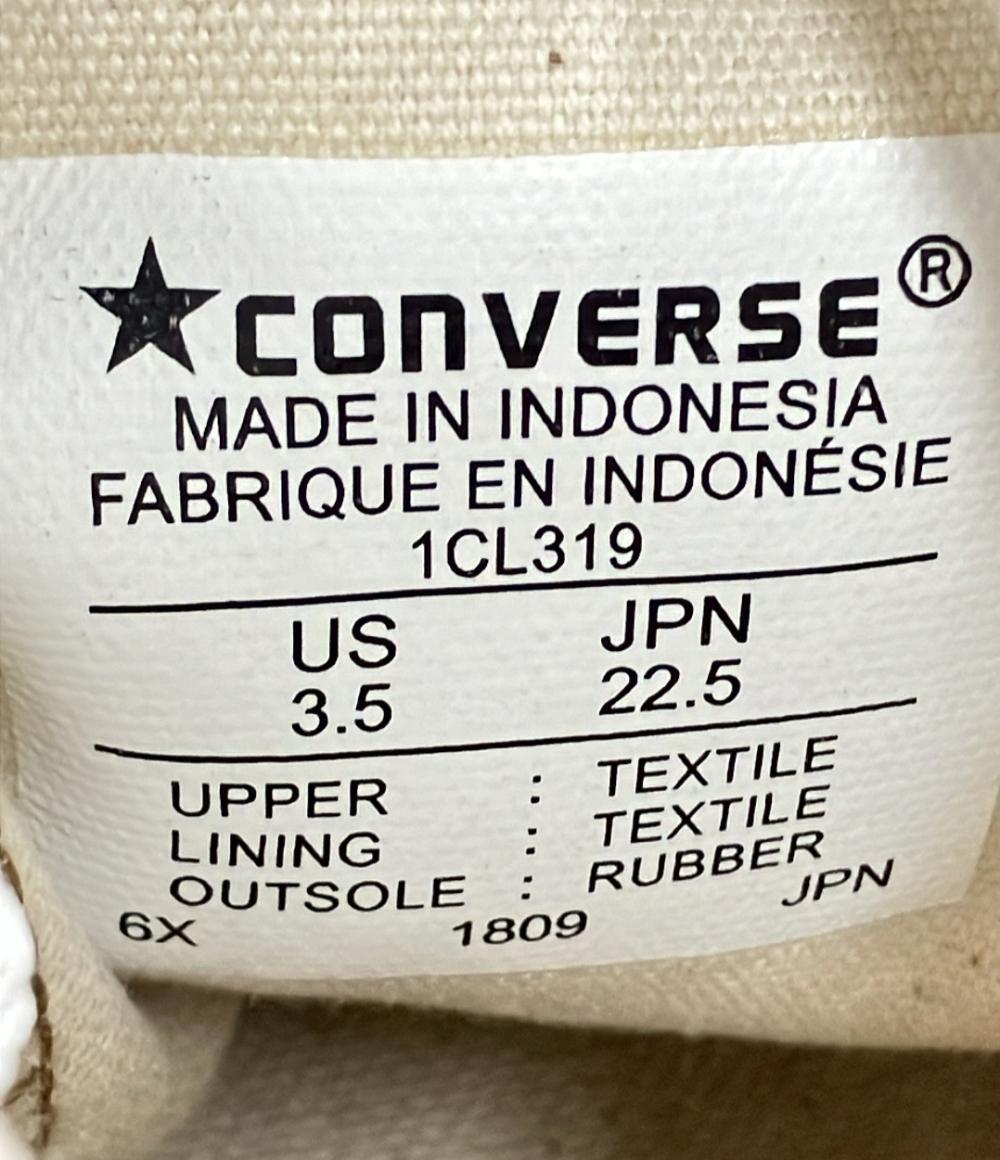 ★CONVERSE®
MADE IN INDONESIA
FABRIQUE EN INDONÉSIE
1CL319
US JPN
3.5 22.5
UPPER : TEXTILE
LINING : TEXTILE
OUTSOLE : RUBBER
6X 1809 JPN